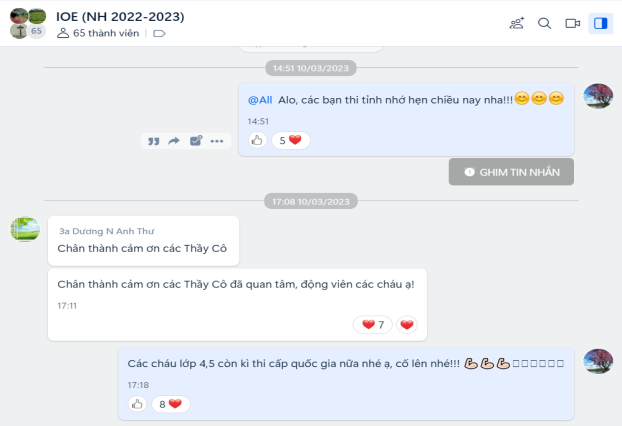 IOE (NH 2022-2023)
65
65 thành viên
14:51 10/03/2023
@All Alo, các bạn thi tỉnh nhớ hẹn chiều nay nha!!!😊😊😊
14:51
5 ❤️
GHIM TIN NHẮN
17:08 10/03/2023
3a Dương N Anh Thư
Chân thành cảm ơn các Thầy Cô
Chân thành cảm ơn các Thầy Cô đã quan tâm, động viên các cháu ạ!
17:11
❤️ 7 ❤️
Các cháu lớp 4,5 còn kì thi cấp quốc gia nữa nhé ạ, cố lên nhé!!! 💪🏻💪🏻💪🏻
17:18
8 ❤️